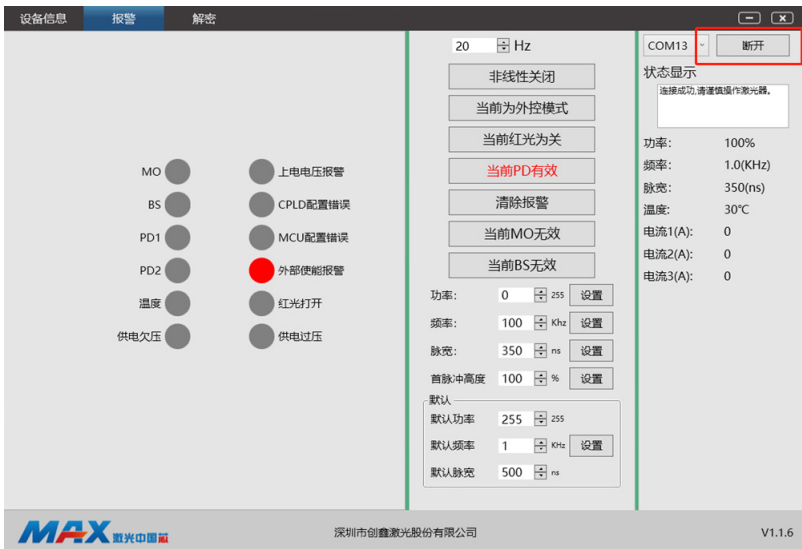 设备信息 报警 解密
MO 上电电压报警
BS CPLD配置错误
PD1 MCU配置错误
PD2 外部使能报警
温度 红光打开
供电欠压 供电过压
20 Hz
非线性关闭
当前为外控模式
当前红光为关
当前PD有效
清除报警
当前MO无效
当前BS无效
功率: 0 255 设置
频率: 100 Khz 设置
脉宽: 350 ns 设置
首脉冲高度 100 % 设置
默认
默认功率 255 255
默认频率 1 KHz 设置
默认脉宽 500 ns
COM13 断开
状态显示
连接成功,请谨慎操作激光器。
功率: 100%
频率: 1.0(KHz)
脉宽: 350(ns)
温度: 30℃
电流1(A): 0
电流2(A): 0
电流3(A): 0
MAX 激光中国芯
深圳市创鑫激光股份有限公司
V1.1.6